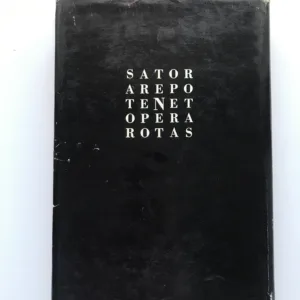 SATOR
AREPO
TENET
OPERA
ROTAS